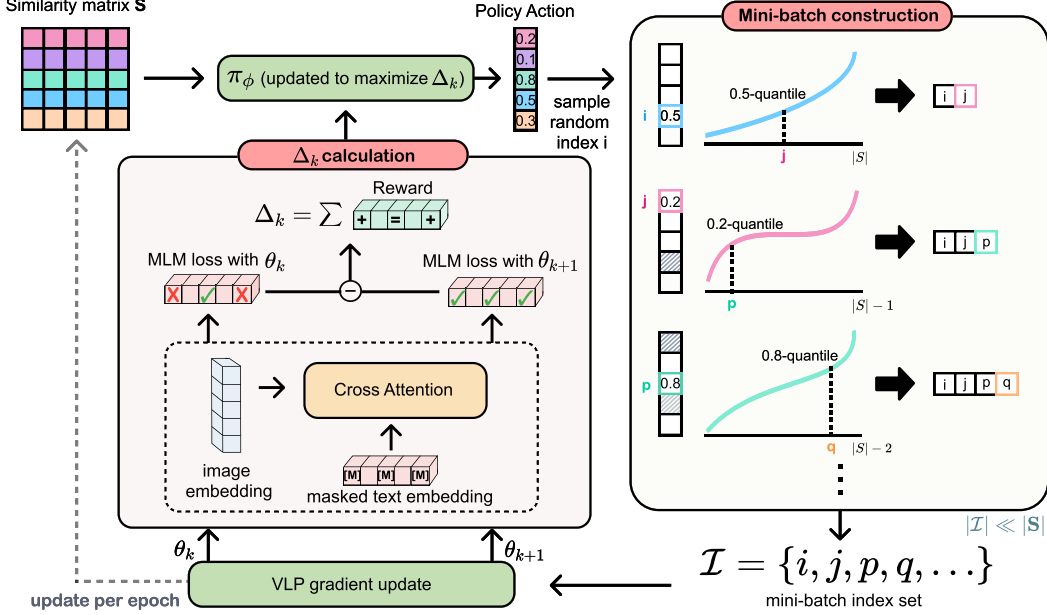 Similarity matrix S
π_ϕ (updated to maximize Δ_k)
Policy Action
0.2
0.1
0.8
0.5
0.3
sample
random
index i
Mini-batch construction
i
0.5
0.5-quantile
j
|S|
i j
j
0.2
0.2-quantile
p
|S| − 1
i j p
p
0.8
0.8-quantile
q
|S| − 2
i j p q
|I| ≪ |S|
I = {i, j, p, q, . . .}
mini-batch index set
Δ_k calculation
Reward
Δ_k = ∑
+ = +
MLM loss with θ_k
MLM loss with θ_{k+1}
X ✓ X
−
✓ ✓ ✓
Cross Attention
image
embedding
[M] [M] [M]
masked text embedding
θ_k
θ_{k+1}
VLP gradient update
update per epoch